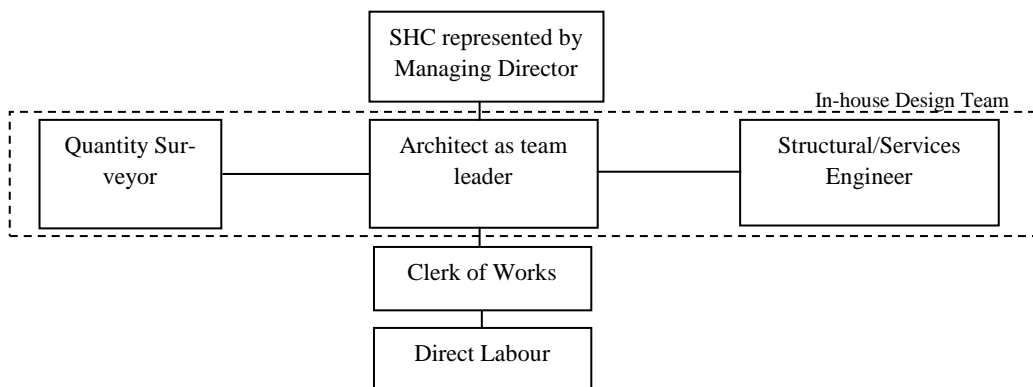 SHC represented by
Managing Director
In-house Design Team
Quantity Sur-
veyor
Architect as team
leader
Structural/Services
Engineer
Clerk of Works
Direct Labour